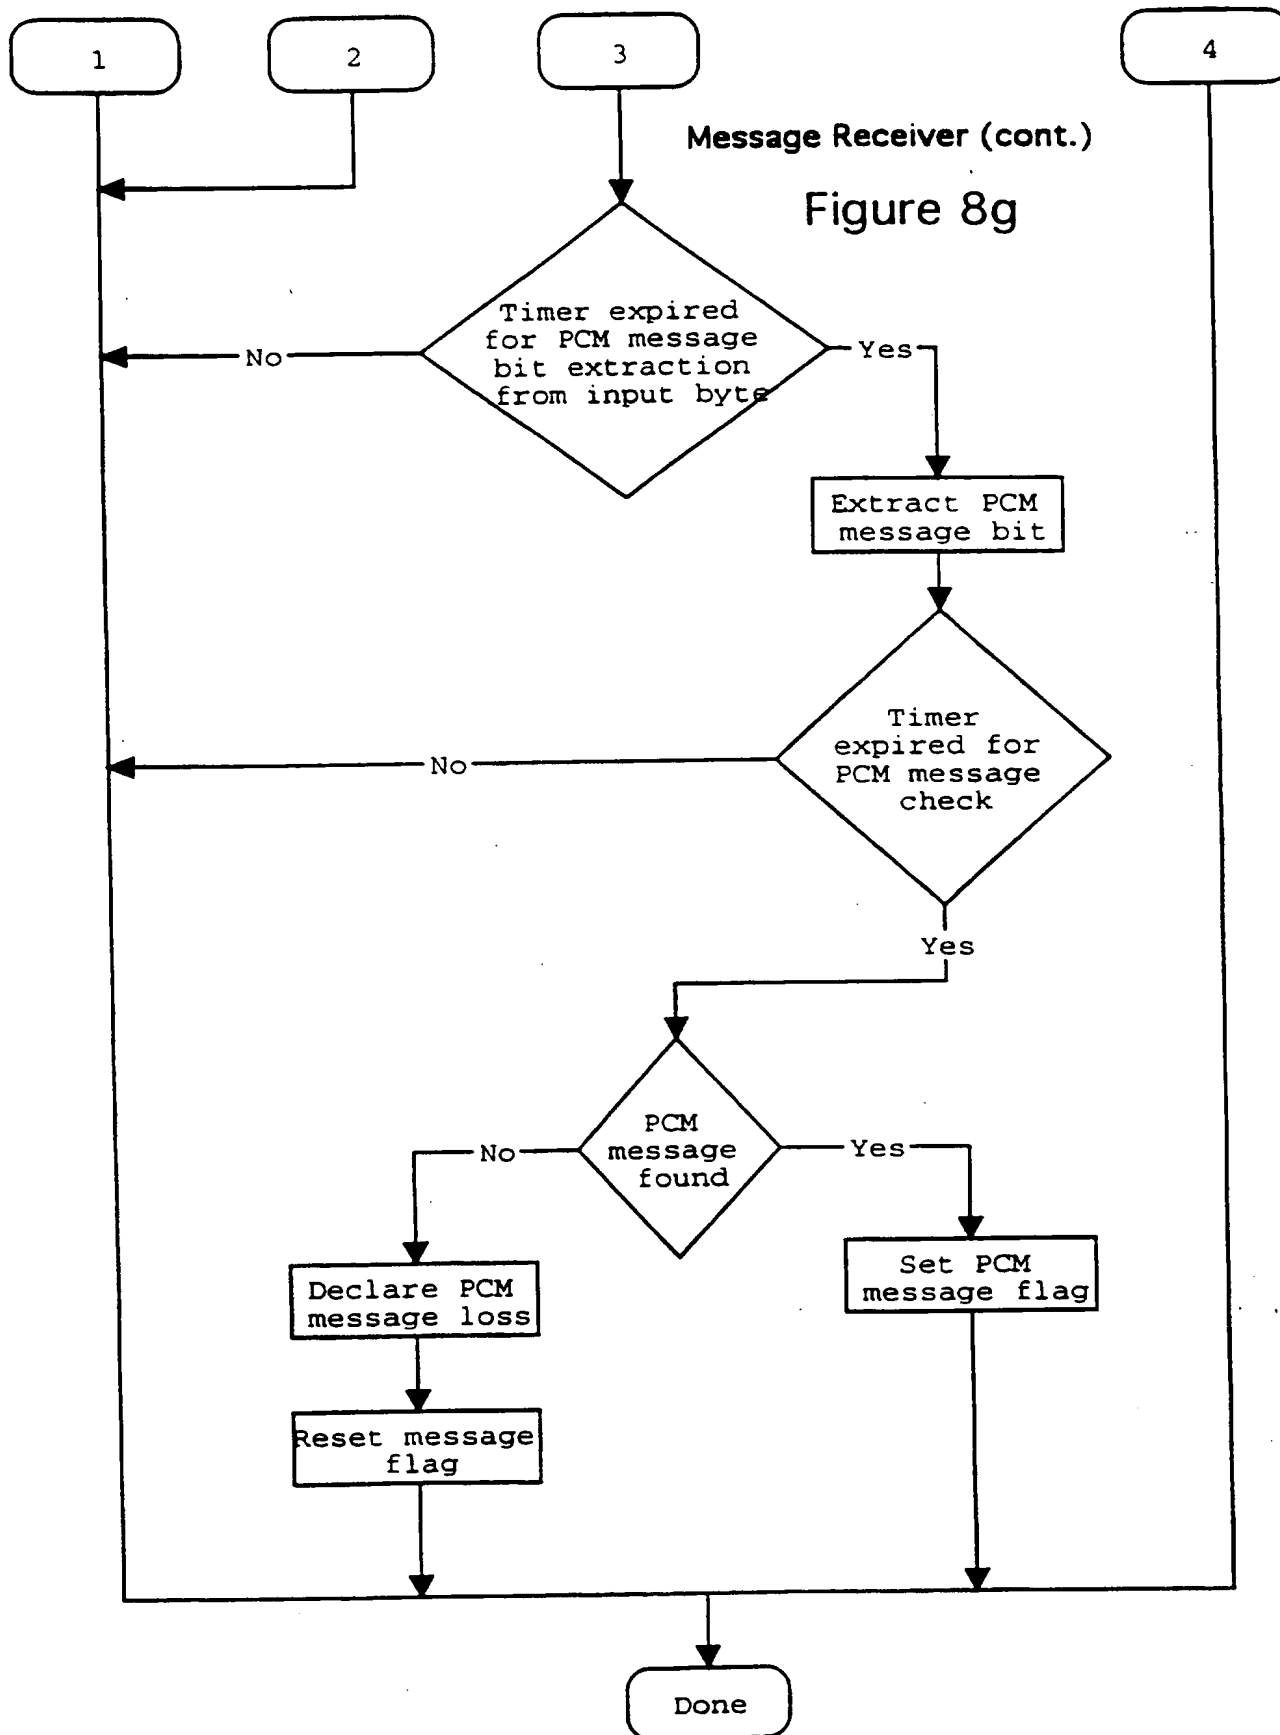 1
2
3
4
Message Receiver (cont.)
Figure 8g
Timer expired
for PCM message
bit extraction
from input byte
No
Yes
Extract PCM
message bit
Timer
expired for
PCM message
check
No
Yes
PCM
message
found
No
Yes
Declare PCM
message loss
Set PCM
message flag
Reset message
flag
Done